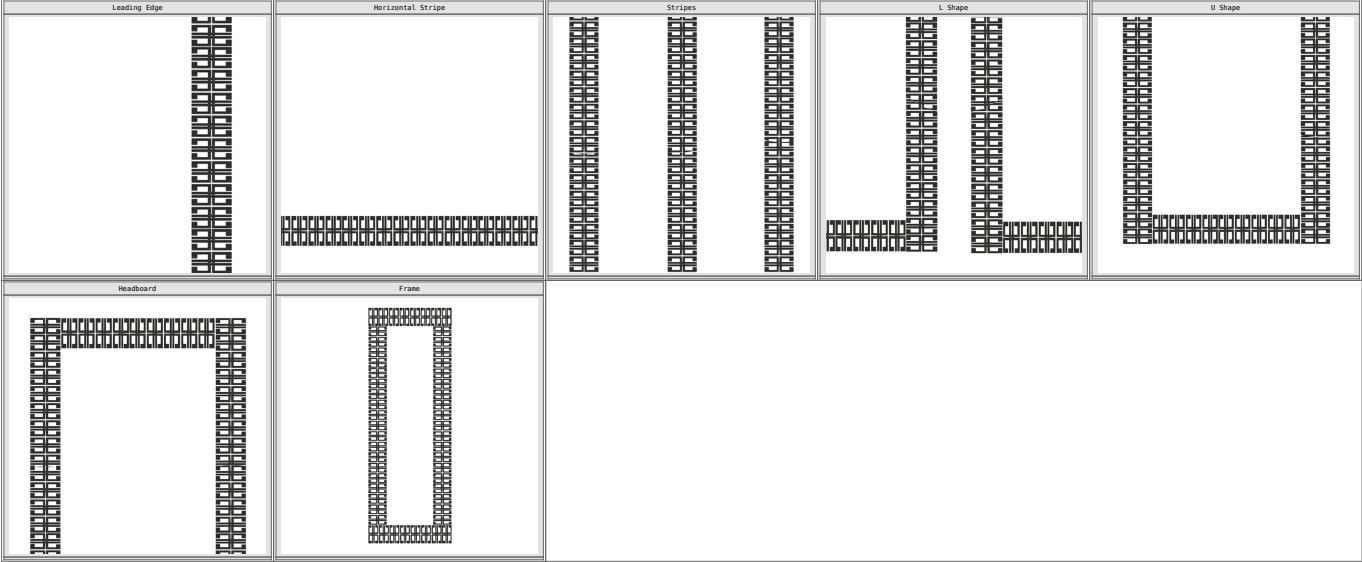 Leading Edge
Horizontal Stripe
Stripes
L Shape
U Shape
Headboard
Frame